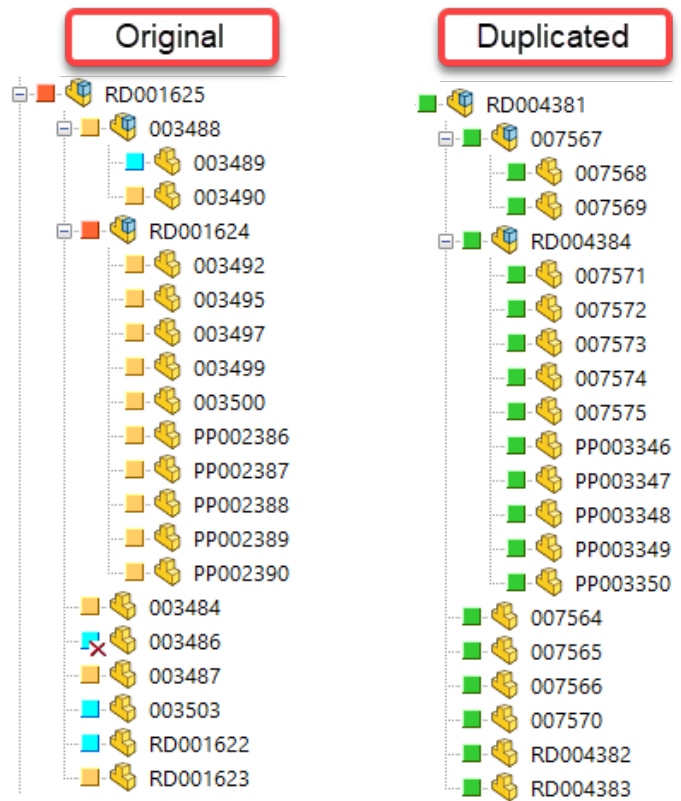 Original
RD001625
003488
003489
003490
RD001624
003492
003495
003497
003499
003500
PP002386
PP002387
PP002388
PP002389
PP002390
003484
003486
003487
003503
RD001622
RD001623
Duplicated
RD004381
007567
007568
007569
RD004384
007571
007572
007573
007574
007575
PP003346
PP003347
PP003348
PP003349
PP003350
007564
007565
007566
007570
RD004382
RD004383